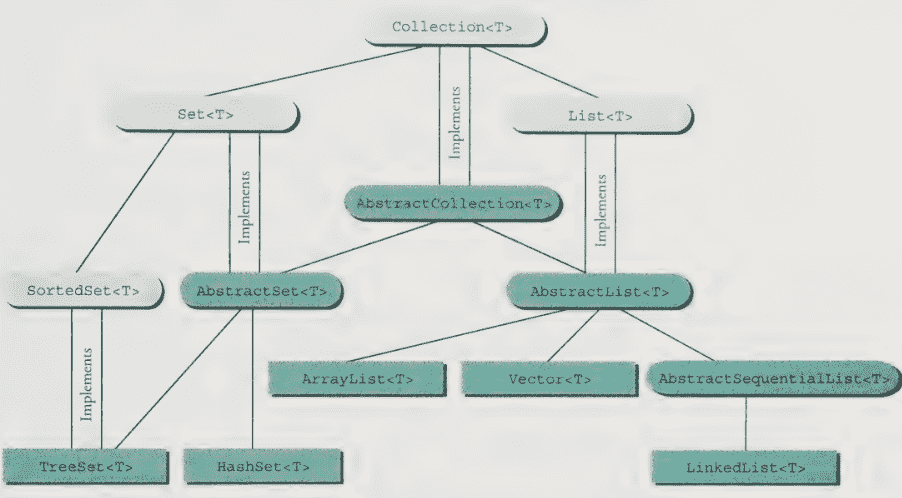 Collection<T>
Set<T>
Implements
List<T>
AbstractCollection<T>
Implements
Implements
SortedSet<T>
AbstractSet<T>
AbstractList<T>
Implements
ArrayList<T>
Vector<T>
AbstractSequentialList<T>
TreeSet<T>
HashSet<T>
LinkedList<T>